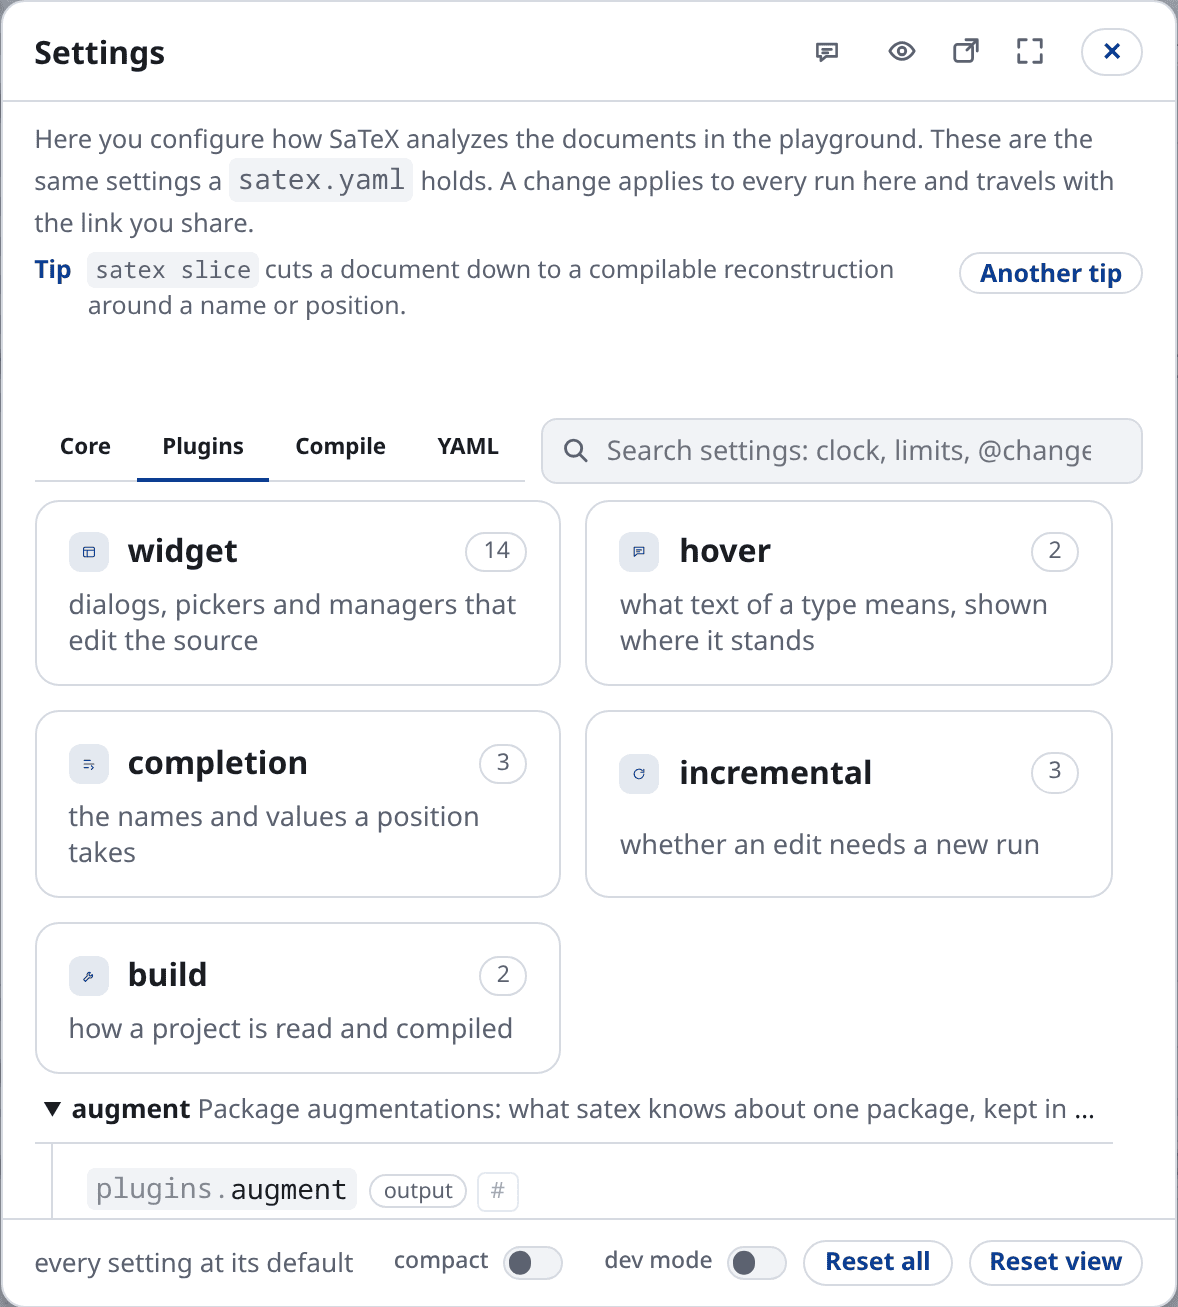 Settings
Here you configure how SaTeX analyzes the documents in the playground. These are the
same settings a satex.yaml holds. A change applies to every run here and travels with
the link you share.
Tip satex slice cuts a document down to a compilable reconstruction
around a name or position.
Another tip
Core Plugins Compile YAML
Search settings: clock, limits, @change
widget 14
dialogs, pickers and managers that
edit the source
hover 2
what text of a type means, shown
where it stands
completion 3
the names and values a position
takes
incremental 3
whether an edit needs a new run
build 2
how a project is read and compiled
augment Package augmentations: what satex knows about one package, kept in ...
plugins.augment output #
every setting at its default compact dev mode Reset all Reset view